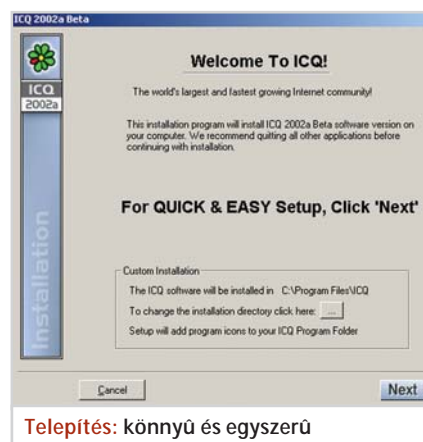 ICQ 2002a Beta
ICQ
2002a
Installation
Welcome To ICQ!
The world's largest and fastest growing Internet community!
This installation program will install ICQ 2002a Beta software version on
your computer. We recommend quitting all other applications before
continuing with installation.
For QUICK & EASY Setup, Click 'Next'
Custom Installation
The ICQ software will be installed in C:\Program Files\ICQ
To change the installation directory click here: ...
Setup will add program icons to your ICQ Program Folder
Cancel
Next
Telepítés: könnyû és egyszerû